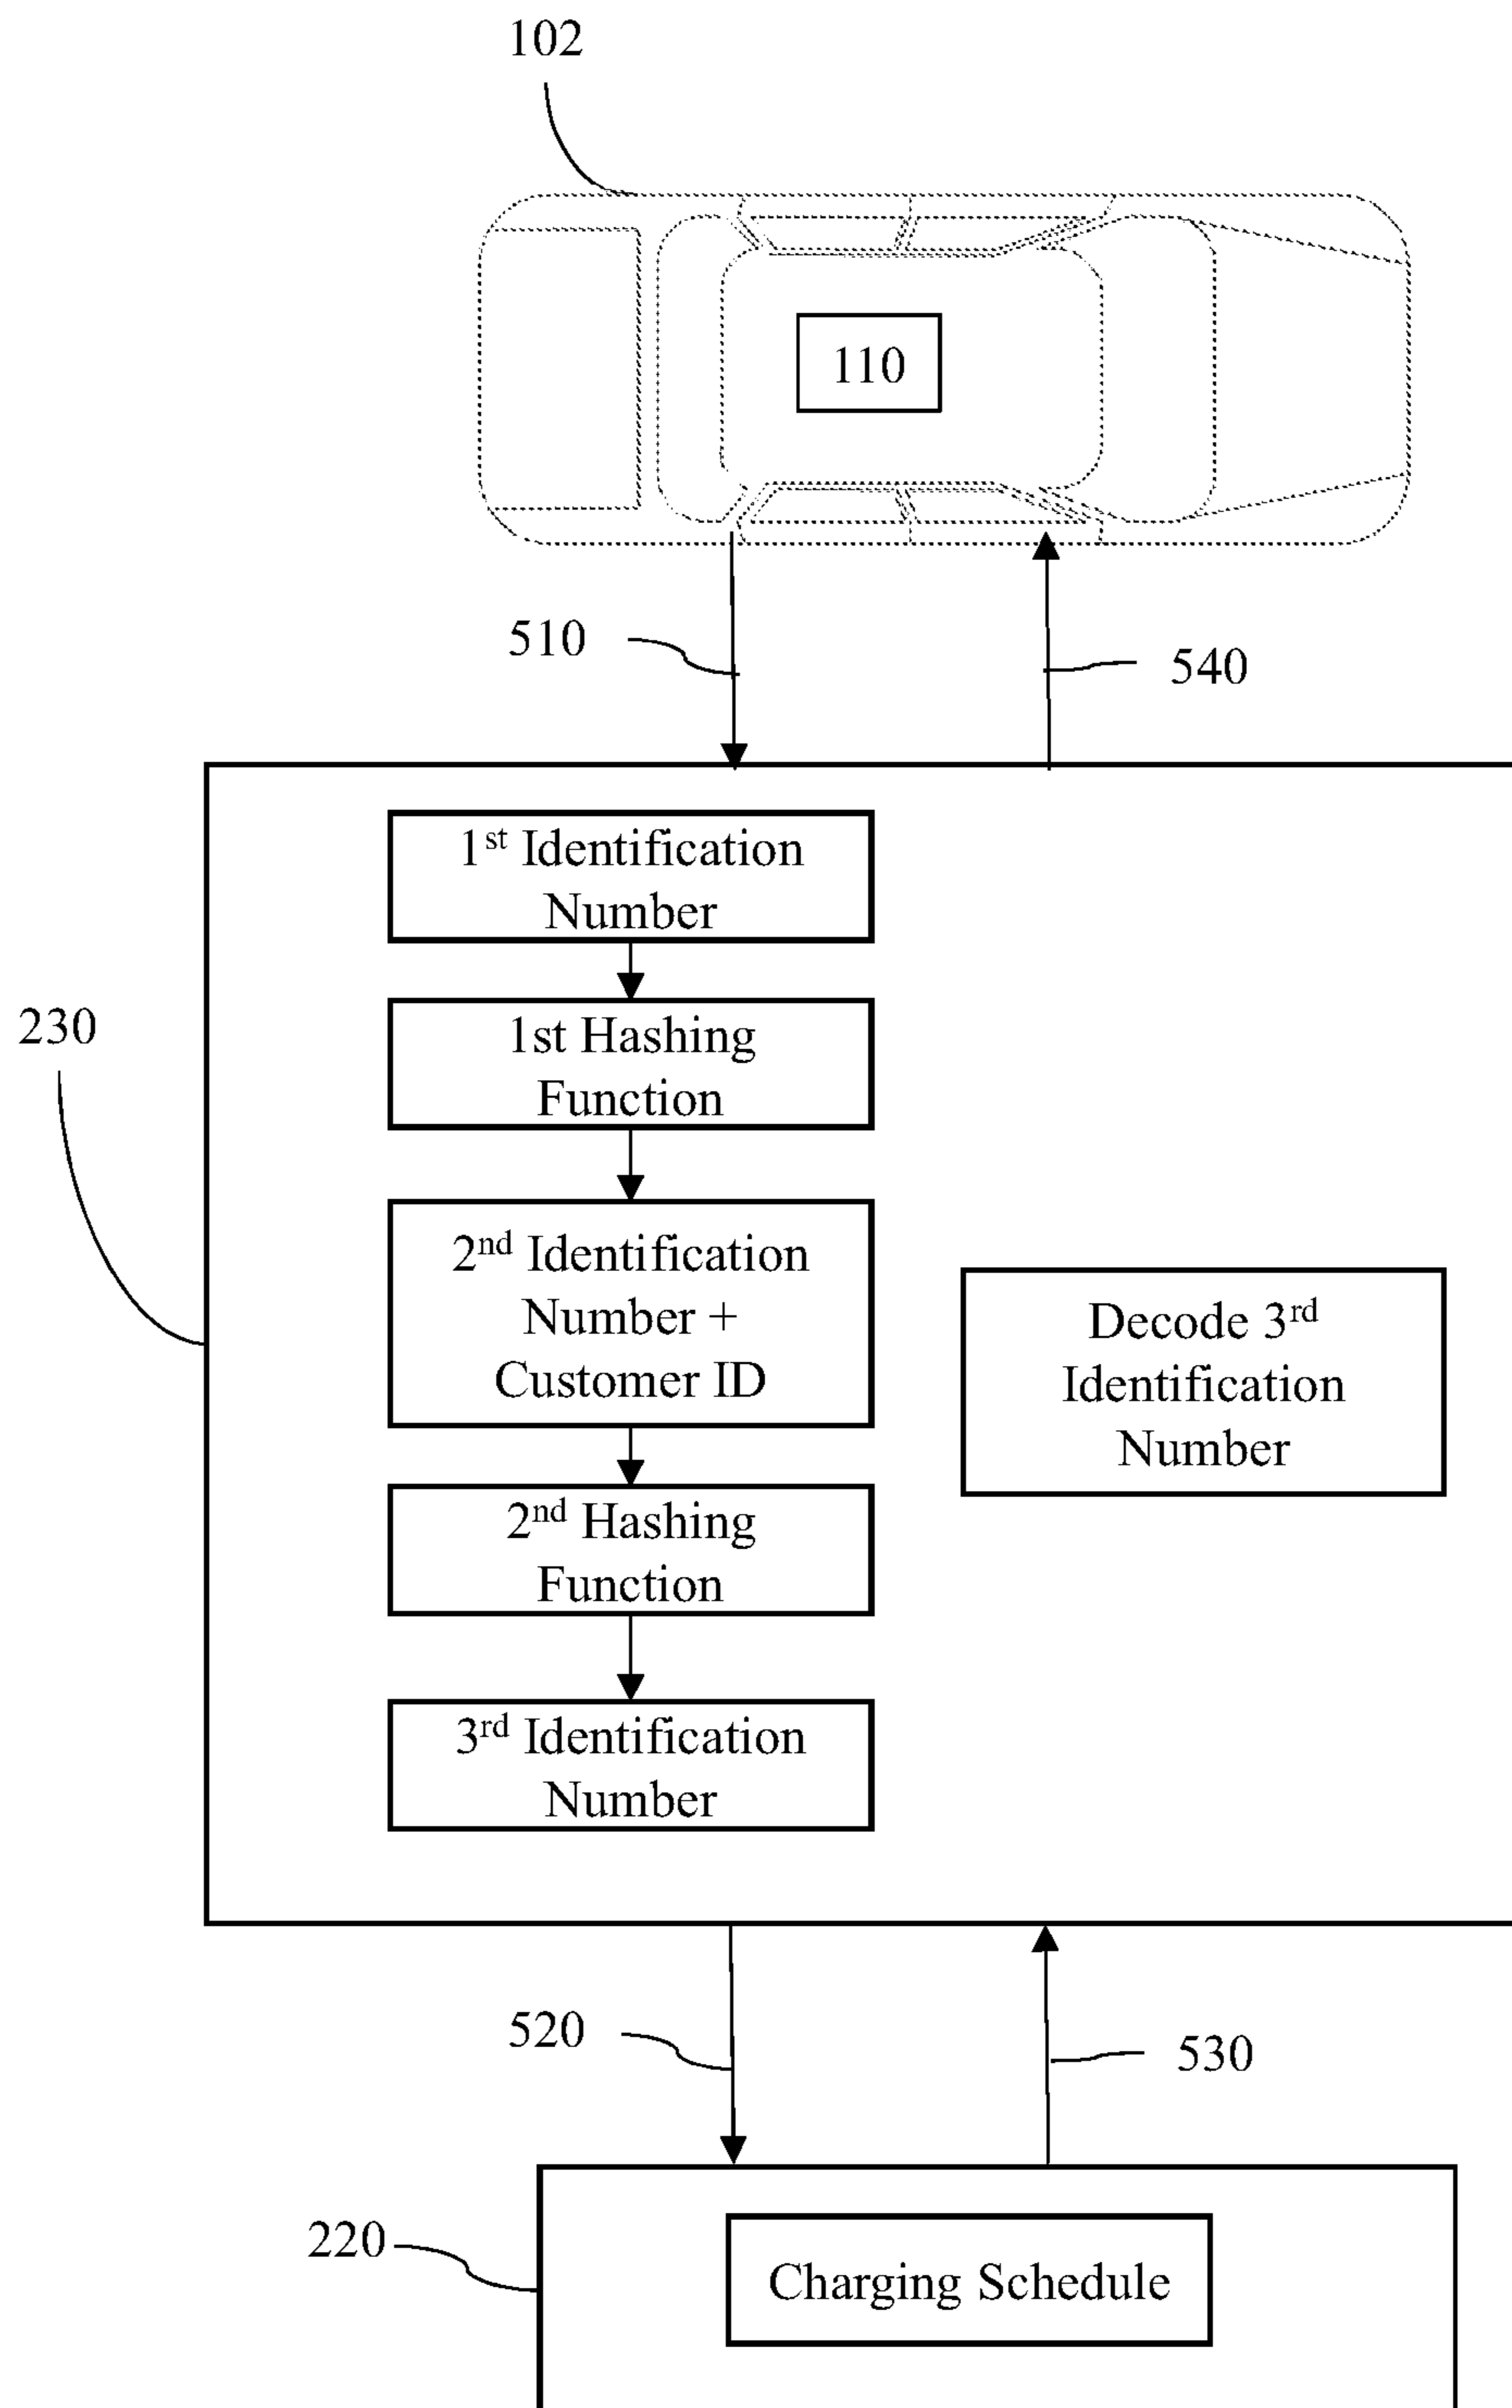 102
110
510
540
1st Identification
Number
230
1st Hashing
Function
2nd Identification
Number +
Customer ID
Decode 3rd
Identification
Number
2nd Hashing
Function
3rd Identification
Number
520
530
220
Charging Schedule